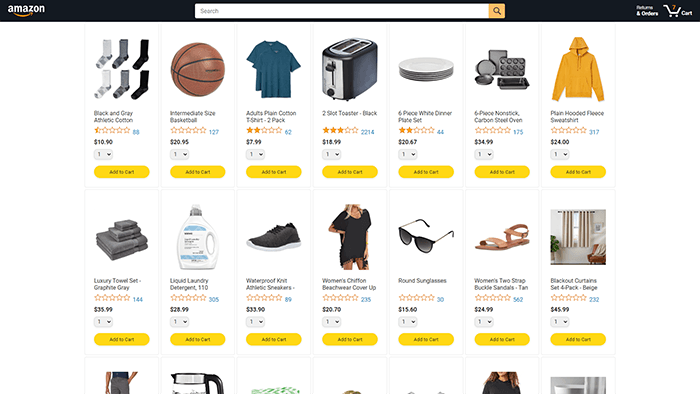 amazon
Search
Returns
& Orders
7
Cart
Black and Gray
Athletic Cotton
88
$10.90
1
Add to Cart
Intermediate Size
Basketball
127
$20.95
1
Add to Cart
Adults Plain Cotton
T-Shirt - 2 Pack
62
$7.99
1
Add to Cart
2 Slot Toaster - Black
2214
$18.99
1
Add to Cart
6 Piece White Dinner
Plate Set
44
$20.67
1
Add to Cart
6-Piece Nonstick,
Carbon Steel Oven
175
$34.99
1
Add to Cart
Plain Hooded Fleece
Sweatshirt
317
$24.00
1
Add to Cart
Luxury Towel Set -
Graphite Gray
144
$35.99
1
Add to Cart
Liquid Laundry
Detergent, 110
305
$28.99
1
Add to Cart
Waterproof Knit
Athletic Sneakers -
89
$33.90
1
Add to Cart
Women's Chiffon
Beachwear Cover Up
235
$20.70
1
Add to Cart
Round Sunglasses
30
$15.60
1
Add to Cart
Women's Two Strap
Buckle Sandals - Tan
562
$24.99
1
Add to Cart
Blackout Curtains
Set 4-Pack - Beige
232
$45.99
1
Add to Cart